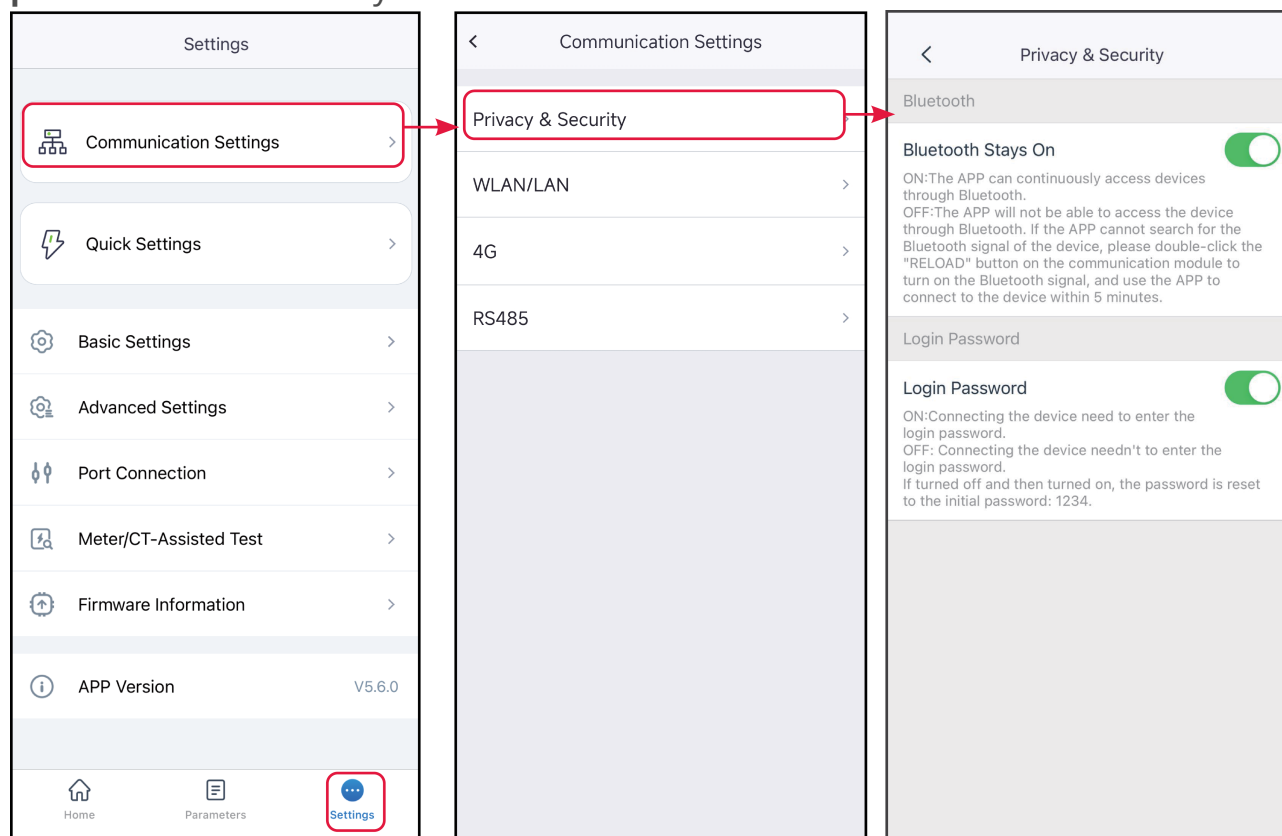 Settings
Communication Settings
Quick Settings
Basic Settings
Advanced Settings
Port Connection
Meter/CT-Assisted Test
Firmware Information
APP Version V5.6.0
Home Parameters Settings
Communication Settings
Privacy & Security
WLAN/LAN
4G
RS485
Privacy & Security
Bluetooth
Bluetooth Stays On
ON:The APP can continuously access devices
through Bluetooth.
OFF:The APP will not be able to access the device
through Bluetooth. If the APP cannot search for the
Bluetooth signal of the device, please double-click the
"RELOAD" button on the communication module to
turn on the Bluetooth signal, and use the APP to
connect to the device within 5 minutes.
Login Password
Login Password
ON:Connecting the device need to enter the
login password.
OFF: Connecting the device needn't to enter the
login password.
If turned off and then turned on, the password is reset
to the initial password: 1234.